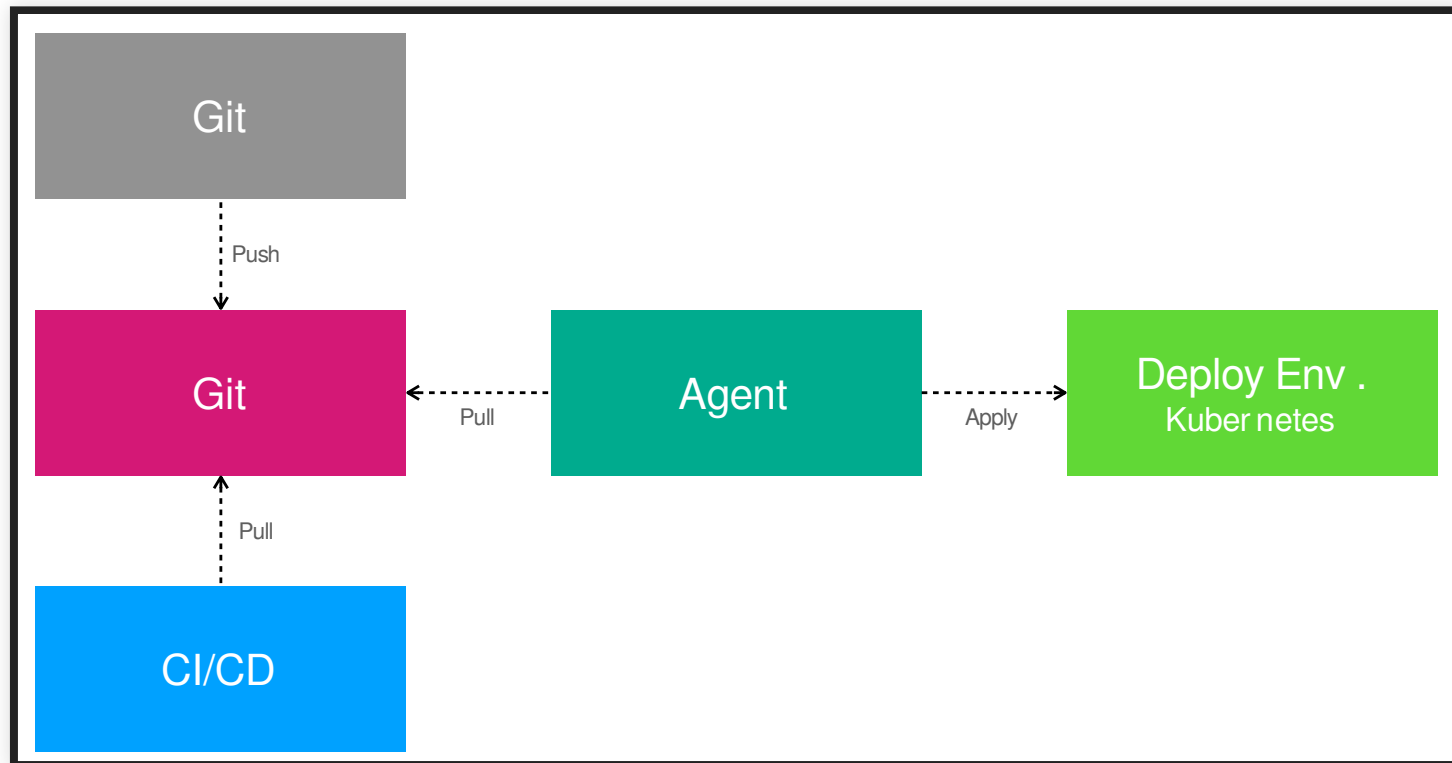 Git
Push
Git
Pull
Agent
Apply
Deploy Env .
Kuber netes
Pull
CI/CD